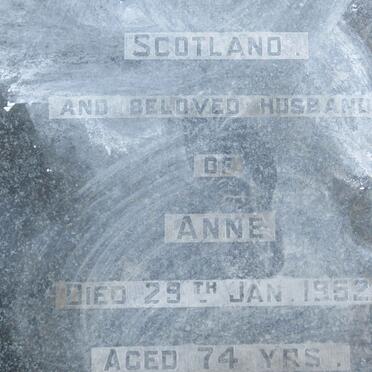 SCOTLAND.
AND BELOVED HUSBAND
OF
ANNE
DIED 29TH JAN. 1952
AGED 74 YRS.